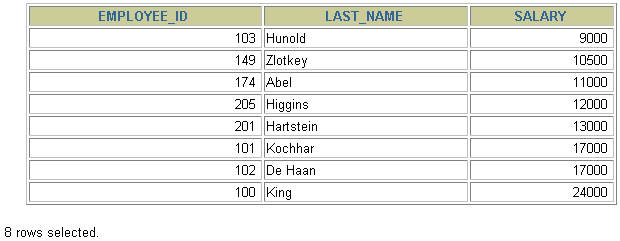 EMPLOYEE_ID LAST_NAME SALARY
103 Hunold 9000
149 Zlotkey 10500
174 Abel 11000
205 Higgins 12000
201 Hartstein 13000
101 Kochhar 17000
102 De Haan 17000
100 King 24000
8 rows selected.